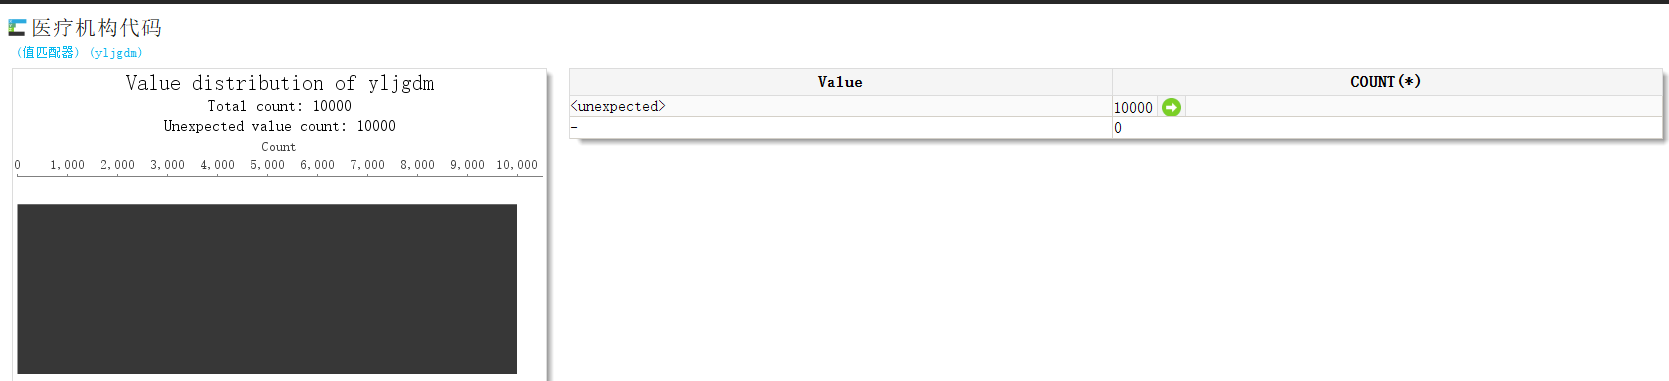 医疗机构代码
(值匹配器) (yljgdm)
Value distribution of yljgdm
Total count: 10000
Unexpected value count: 10000
Count
0 1,000 2,000 3,000 4,000 5,000 6,000 7,000 8,000 9,000 10,000
Value COUNT(*)
<unexpected> 10000
- 0